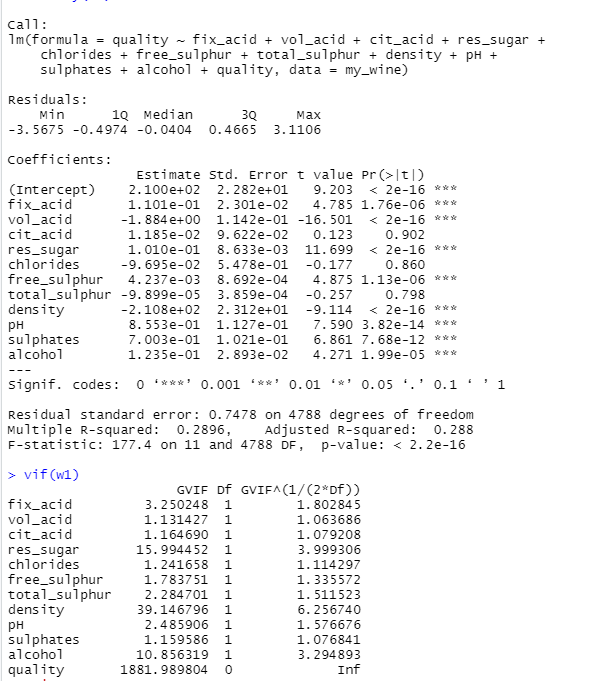 Call:
lm(formula = quality ~ fix_acid + vol_acid + cit_acid + res_sugar +
    chlorides + free_sulphur + total_sulphur + density + pH +
    sulphates + alcohol + quality, data = my_wine)

Residuals:
    Min      1Q  Median      3Q     Max
-3.5675 -0.4974 -0.0404  0.4665  3.1106

Coefficients:
                Estimate Std. Error t value Pr(>|t|)
(Intercept)    2.100e+02  2.282e+01   9.203  < 2e-16 ***
fix_acid       1.101e-01  2.301e-02   4.785 1.76e-06 ***
vol_acid      -1.884e+00  1.142e-01 -16.501  < 2e-16 ***
cit_acid       1.185e-02  9.622e-02   0.123    0.902
res_sugar      1.010e-01  8.633e-03  11.699  < 2e-16 ***
chlorides     -9.695e-02  5.478e-01  -0.177    0.860
free_sulphur   4.237e-03  8.692e-04   4.875 1.13e-06 ***
total_sulphur -9.899e-05  3.859e-04  -0.257    0.798
density       -2.108e+02  2.312e+01  -9.114  < 2e-16 ***
pH             8.553e-01  1.127e-01   7.590 3.82e-14 ***
sulphates      7.003e-01  1.021e-01   6.861 7.68e-12 ***
alcohol        1.235e-01  2.893e-02   4.271 1.99e-05 ***
---
Signif. codes:  0 ‘***’ 0.001 ‘**’ 0.01 ‘*’ 0.05 ‘.’ 0.1 ‘ ’ 1

Residual standard error: 0.7478 on 4788 degrees of freedom
Multiple R-squared:  0.2896,    Adjusted R-squared:  0.288
F-statistic: 177.4 on 11 and 4788 DF,  p-value: < 2.2e-16

> vif(w1)
                     GVIF Df GVIF^(1/(2*Df))
fix_acid         3.250248  1        1.802845
vol_acid         1.131427  1        1.063686
cit_acid         1.164690  1        1.079208
res_sugar       15.994452  1        3.999306
chlorides        1.241658  1        1.114297
free_sulphur     1.783751  1        1.335572
total_sulphur    2.284701  1        1.511523
density         39.146796  1        6.256740
pH               2.485906  1        1.576676
sulphates        1.159586  1        1.076841
alcohol         10.856319  1        3.294893
quality       1881.989804  0             Inf